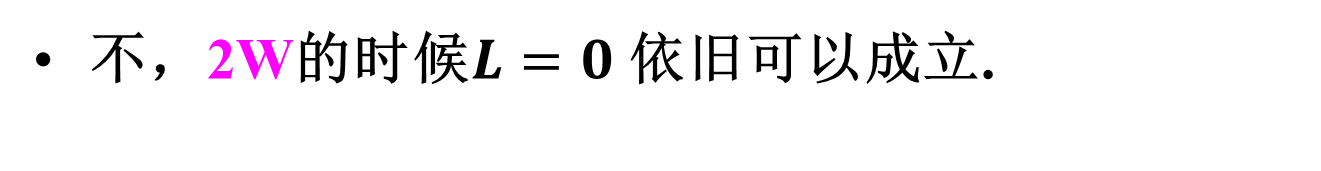 • 不，2W的时候L = 0 依旧可以成立.